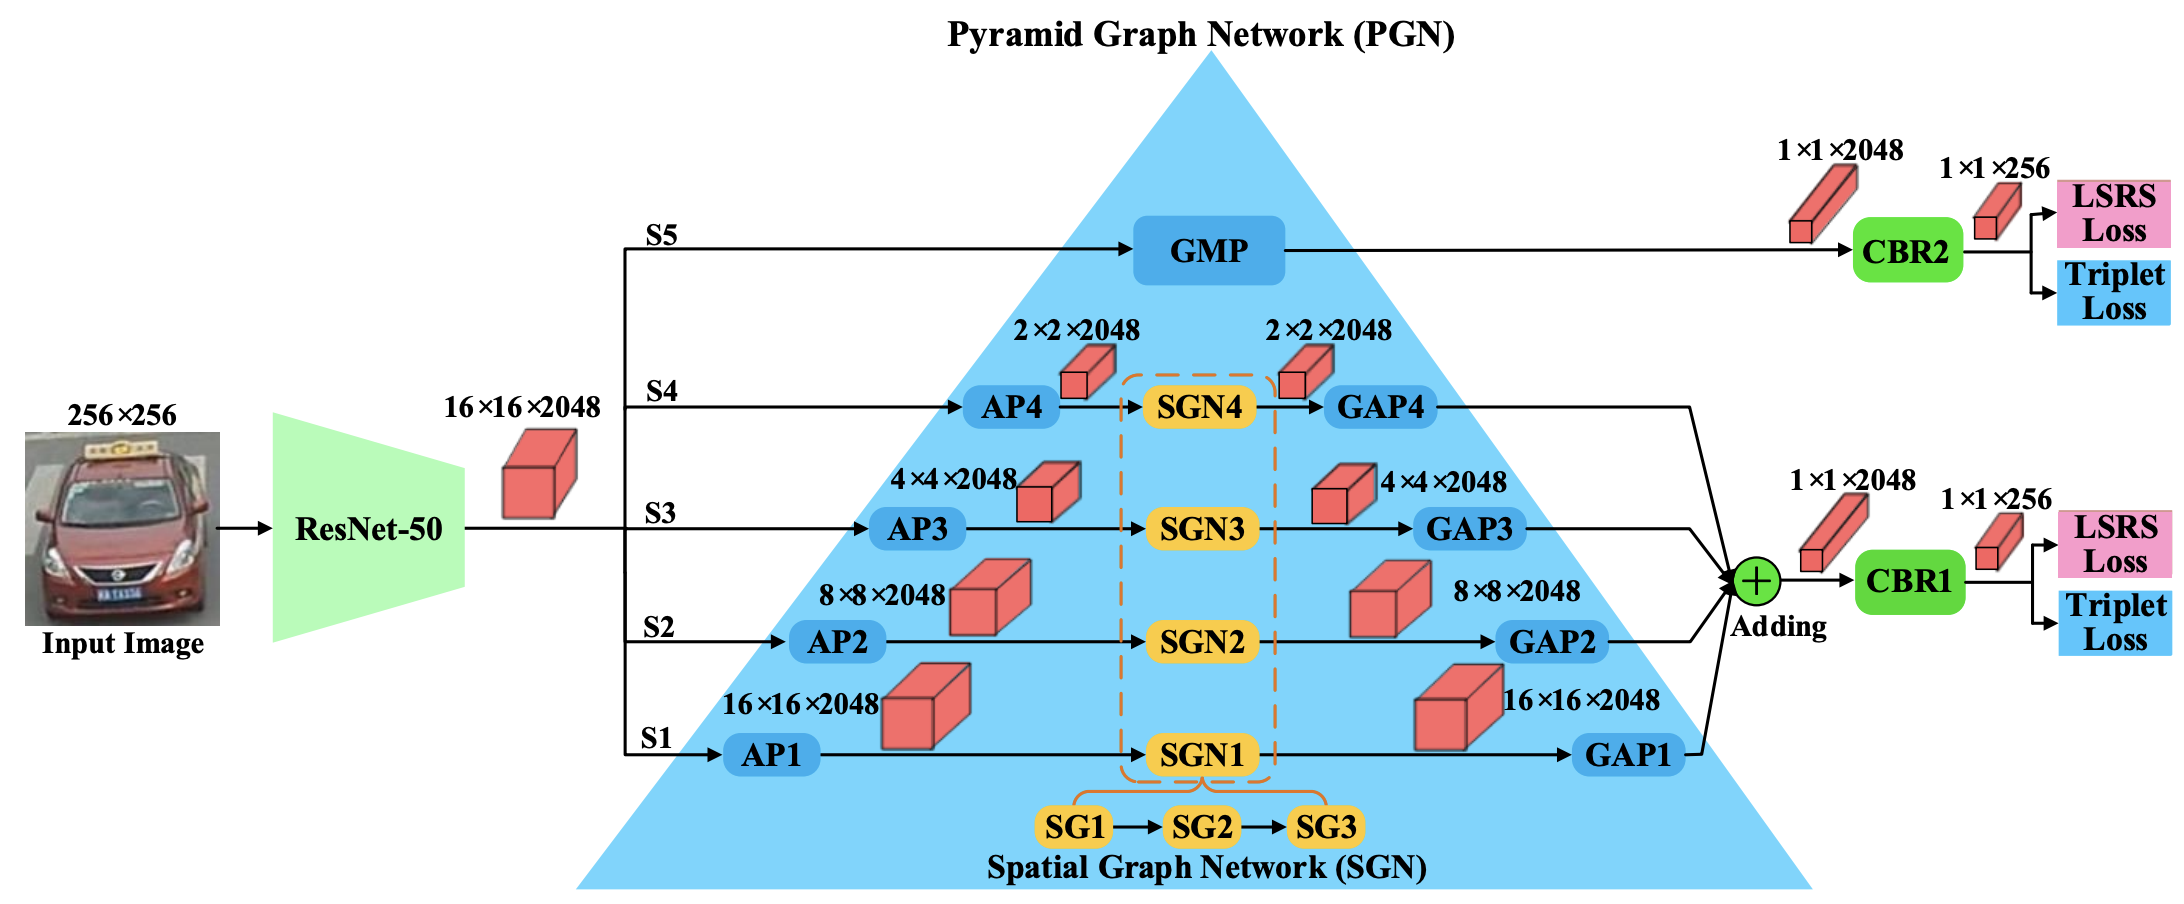 Pyramid Graph Network (PGN)
1×1×2048
1×1×256
LSRS
Loss
S5
GMP
CBR2
Triplet
Loss
2×2×2048
2×2×2048
S4
AP4
SGN4
GAP4
256×256
16×16×2048
4×4×2048
4×4×2048
1×1×2048
1×1×256
LSRS
Loss
ResNet-50
S3
AP3
SGN3
GAP3
8×8×2048
8×8×2048
CBR1
Triplet
Loss
Adding
Input Image
S2
AP2
SGN2
GAP2
16×16×2048
16×16×2048
S1
AP1
SGN1
GAP1
SG1
SG2
SG3
Spatial Graph Network (SGN)